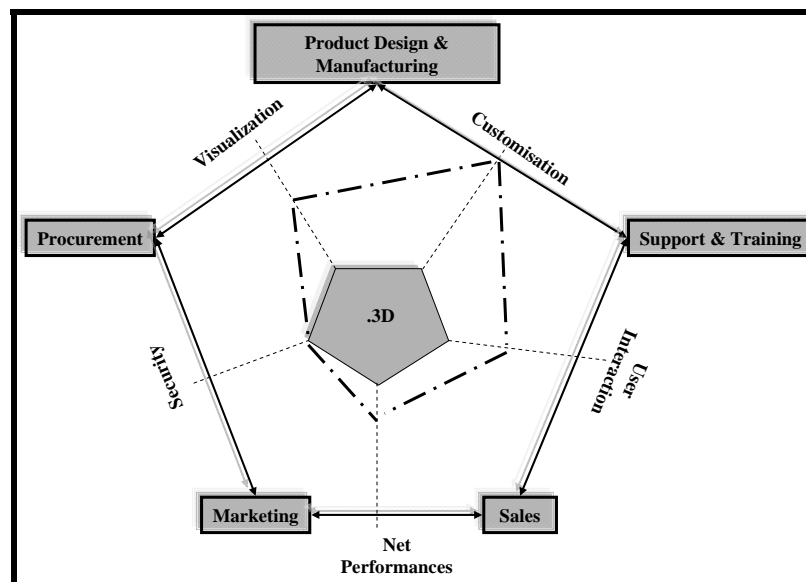 Product Design &
Manufacturing
Visualization
Customisation
Procurement
Support & Training
.3D
Security
User
Interaction
Marketing
Sales
Net
Performances